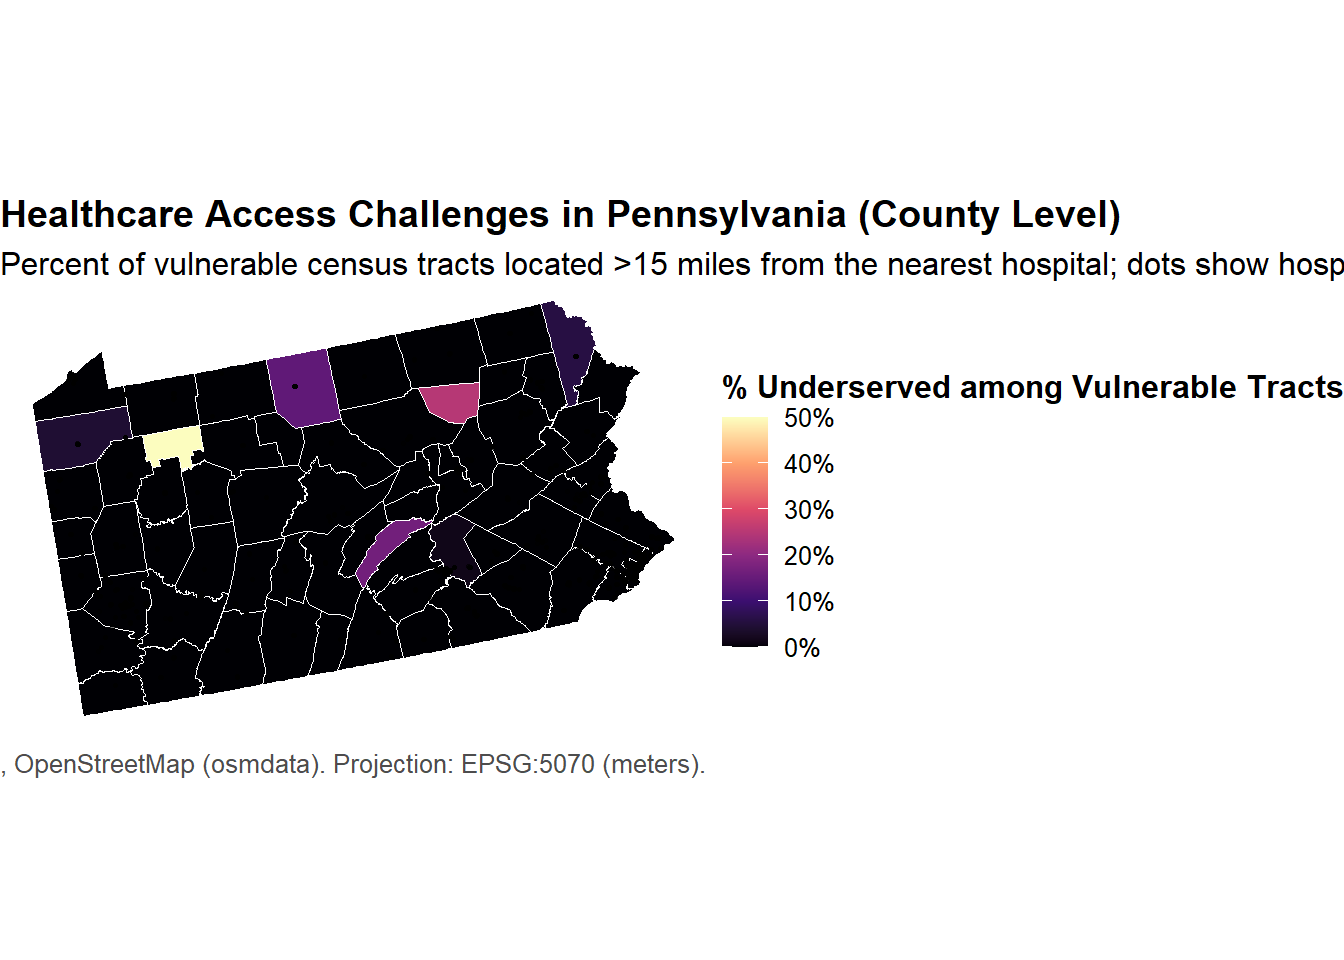 Healthcare Access Challenges in Pennsylvania (County Level)
Percent of vulnerable census tracts located >15 miles from the nearest hospital; dots show hosp
% Underserved among Vulnerable Tracts
50%
40%
30%
20%
10%
0%
, OpenStreetMap (osmdata). Projection: EPSG:5070 (meters).